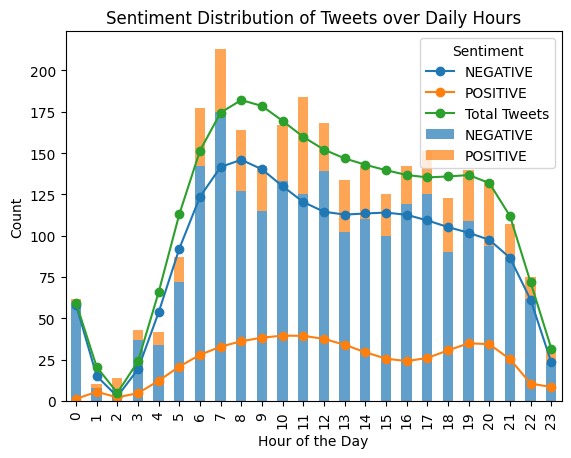 Sentiment Distribution of Tweets over Daily Hours
Sentiment
NEGATIVE
POSITIVE
Total Tweets
NEGATIVE
POSITIVE
Count
200
175
150
125
100
75
50
25
0
0 1 2 3 4 5 6 7 8 9 10 11 12 13 14 15 16 17 18 19 20 21 22 23
Hour of the Day